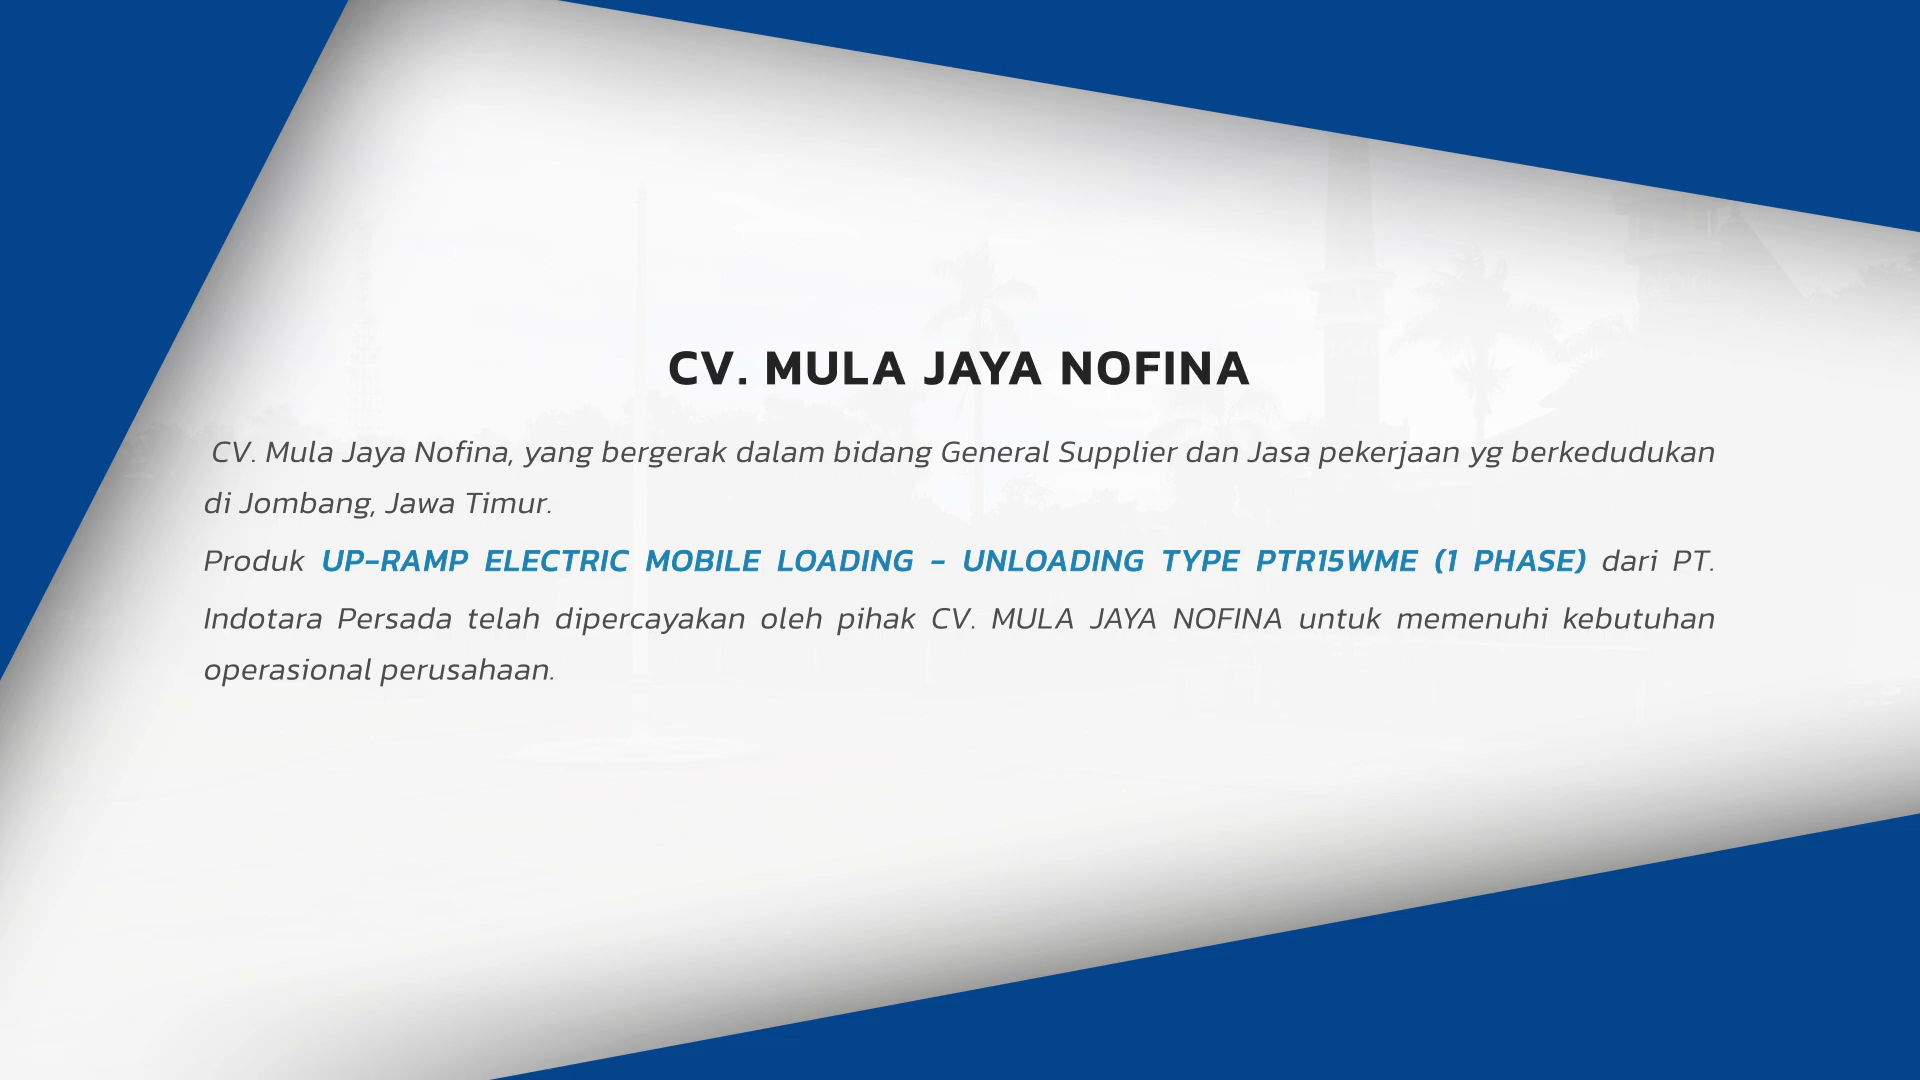 CV. MULA JAYA NOFINA
CV. Mula Jaya Nofina, yang bergerak dalam bidang General Supplier dan Jasa pekerjaan yg berkedudukan
di Jombang, Jawa Timur.
Produk UP-RAMP ELECTRIC MOBILE LOADING - UNLOADING TYPE PTR15WME (1 PHASE) dari PT.
Indotara Persada telah dipercayakan oleh pihak CV. MULA JAYA NOFINA untuk memenuhi kebutuhan
operasional perusahaan.